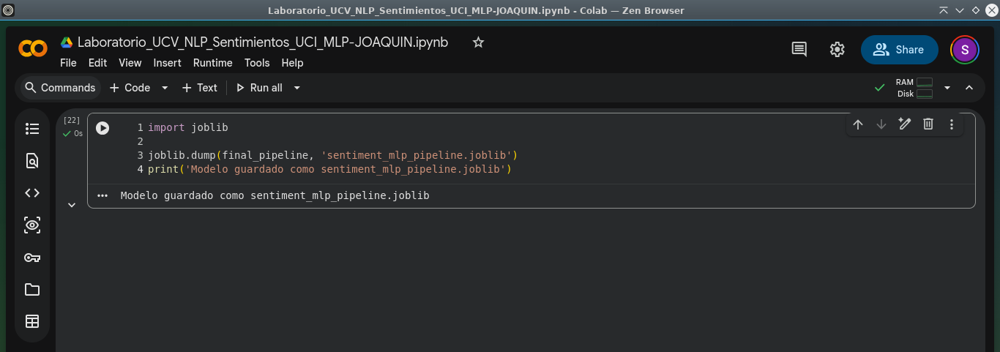 Laboratorio_UCV_NLP_Sentimientos_UCI_MLP-JOAQUIN.ipynb - Colab — Zen Browser
Laboratorio_UCV_NLP_Sentimientos_UCI_MLP-JOAQUIN.ipynb
Share
S
File Edit View Insert Runtime Tools Help
Commands + Code + Text Run all
RAM
Disk
[22]
0s
1 import joblib
2
3 joblib.dump(final_pipeline, 'sentiment_mlp_pipeline.joblib')
4 print('Modelo guardado como sentiment_mlp_pipeline.joblib')
Modelo guardado como sentiment_mlp_pipeline.joblib